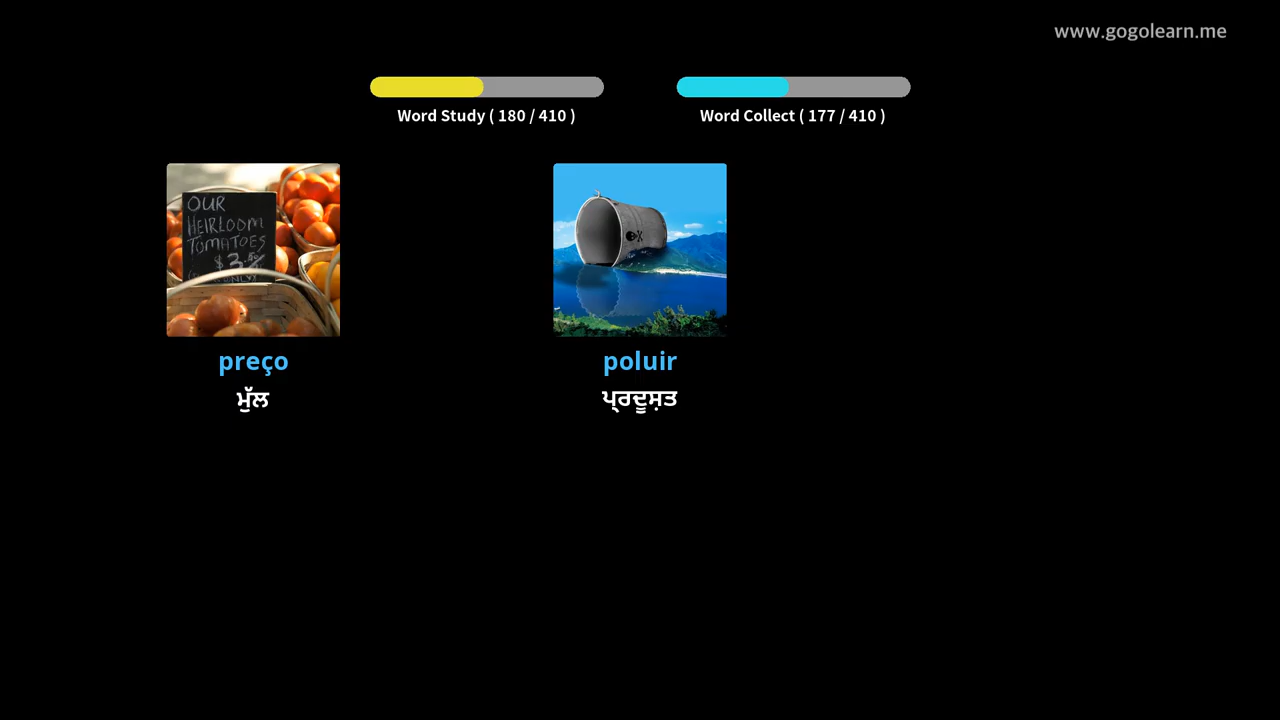 www.gogolearn.me
Word Study ( 180 / 410 )
Word Collect ( 177 / 410 )
OUR
HEIRLOOM
TOMATOES
preço
ਮੁੱਲ
poluir
ਪ੍ਰਦੂਸ਼ਤ